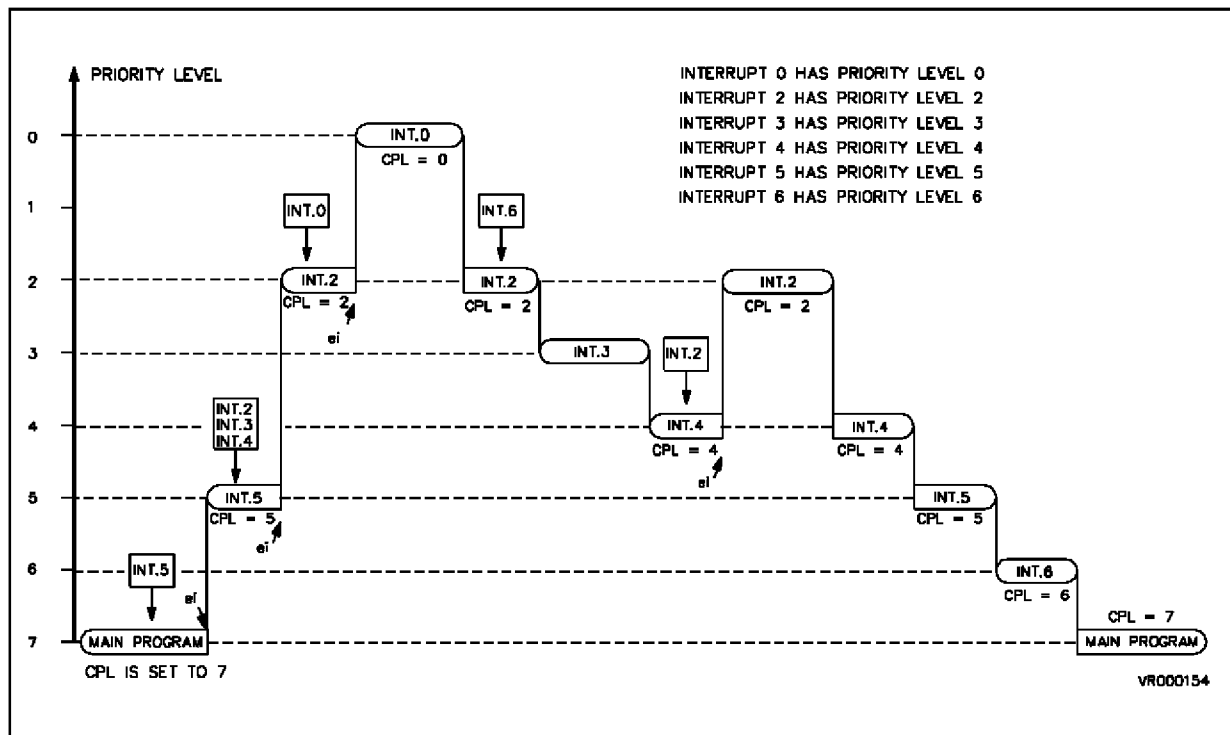 PRIORITY LEVEL
INTERRUPT 0 HAS PRIORITY LEVEL 0
INTERRUPT 2 HAS PRIORITY LEVEL 2
INTERRUPT 3 HAS PRIORITY LEVEL 3
INTERRUPT 4 HAS PRIORITY LEVEL 4
INTERRUPT 5 HAS PRIORITY LEVEL 5
INTERRUPT 6 HAS PRIORITY LEVEL 6
0
INT.0
CPL = 0
1
INT.0
INT.6
2
INT.2
CPL = 2
ei
INT.2
CPL = 2
INT.2
CPL = 2
3
INT.3
INT.2
4
INT.2
INT.3
INT.4
INT.4
CPL = 4
ei
INT.4
CPL = 4
5
INT.5
CPL = 5
ei
INT.5
CPL = 5
6
INT.5
ei
INT.6
CPL = 6
7
MAIN PROGRAM
CPL IS SET TO 7
CPL = 7
MAIN PROGRAM
VR000154